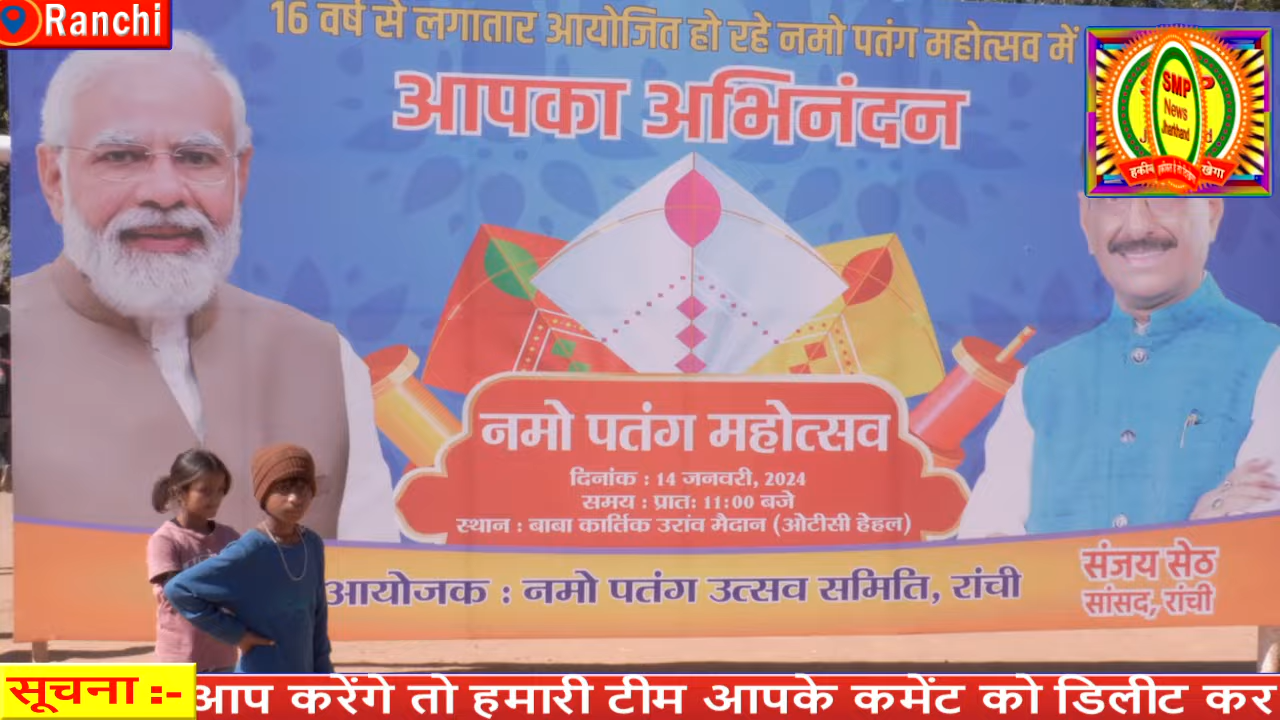 Ranchi
16 वर्ष से लगातार आयोजित हो रहे नमो पतंग महोत्सव में
आपका अभिनंदन
SMP
News
Jharkhand
नमो पतंग महोत्सव
दिनांक : 14 जनवरी, 2024
समय : प्रातः 11:00 बजे
स्थान : बाबा कार्तिक उरांव मैदान (ओटीसी हेहल)
आयोजक : नमो पतंग उत्सव समिति, रांची
संजय सेठ
सांसद, रांची
सूचना :- आप करेंगे तो हमारी टीम आपके कमेंट को डिलीट कर